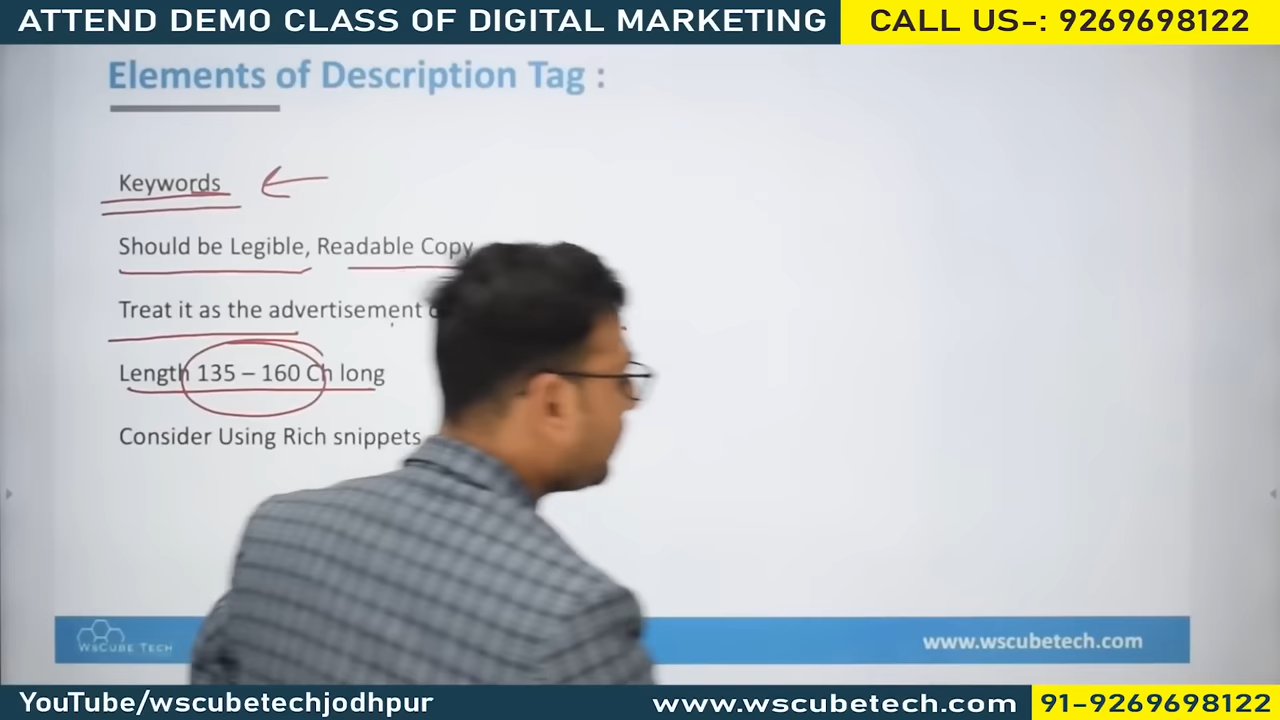 ATTEND DEMO CLASS OF DIGITAL MARKETING
CALL US-: 9269698122
Elements of Description Tag :
Keywords
Should be Legible, Readable Copy
Treat it as the advertisement
Length 135 – 160 Ch long
Consider Using Rich snippets
WsCube Tech
www.wscubetech.com
YouTube/wscubetechjodhpur
www.wscubetech.com
91-9269698122